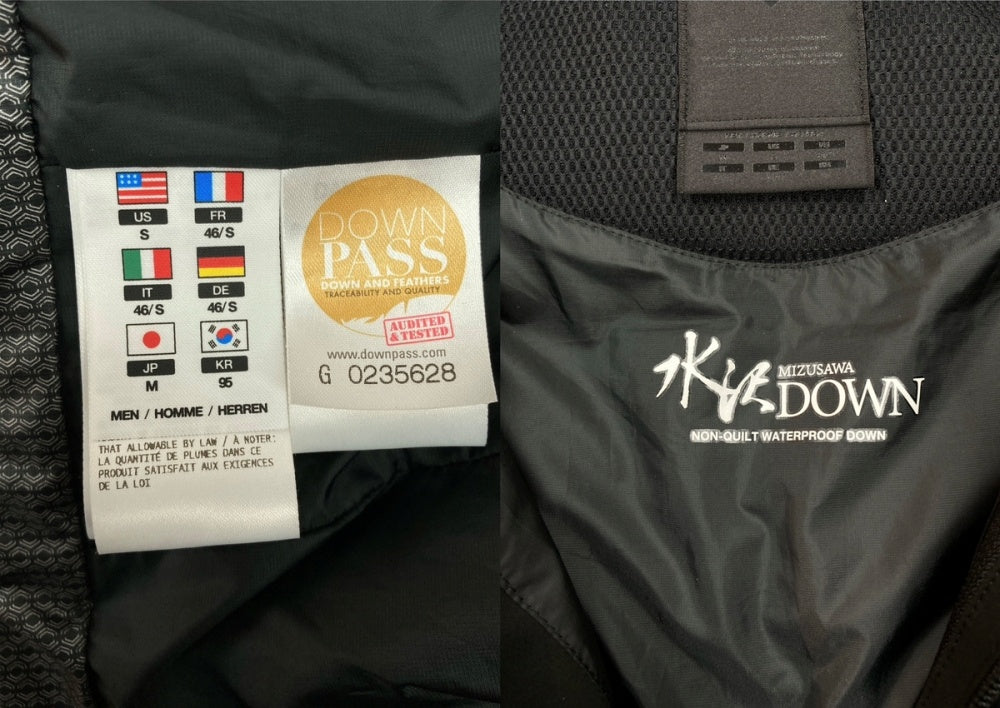 US
S
FR
46/S
IT
46/S
DE
46/S
JP
M
KR
95
MEN / HOMME / HERREN
THAT ALLOWABLE BY LAW / À NOTER:
LA QUANTITÉ DE PLUMES DANS CE
PRODUIT SATISFAIT AUX EXIGENCES
DE LA LOI
DOWN
PASS
DOWN AND FEATHERS
TRACEABILITY AND QUALITY
AUDITED
& TESTED
www.downpass.com
G 0235628
水沢
MIZUSAWA
DOWN
NON-QUILT WATERPROOF DOWN